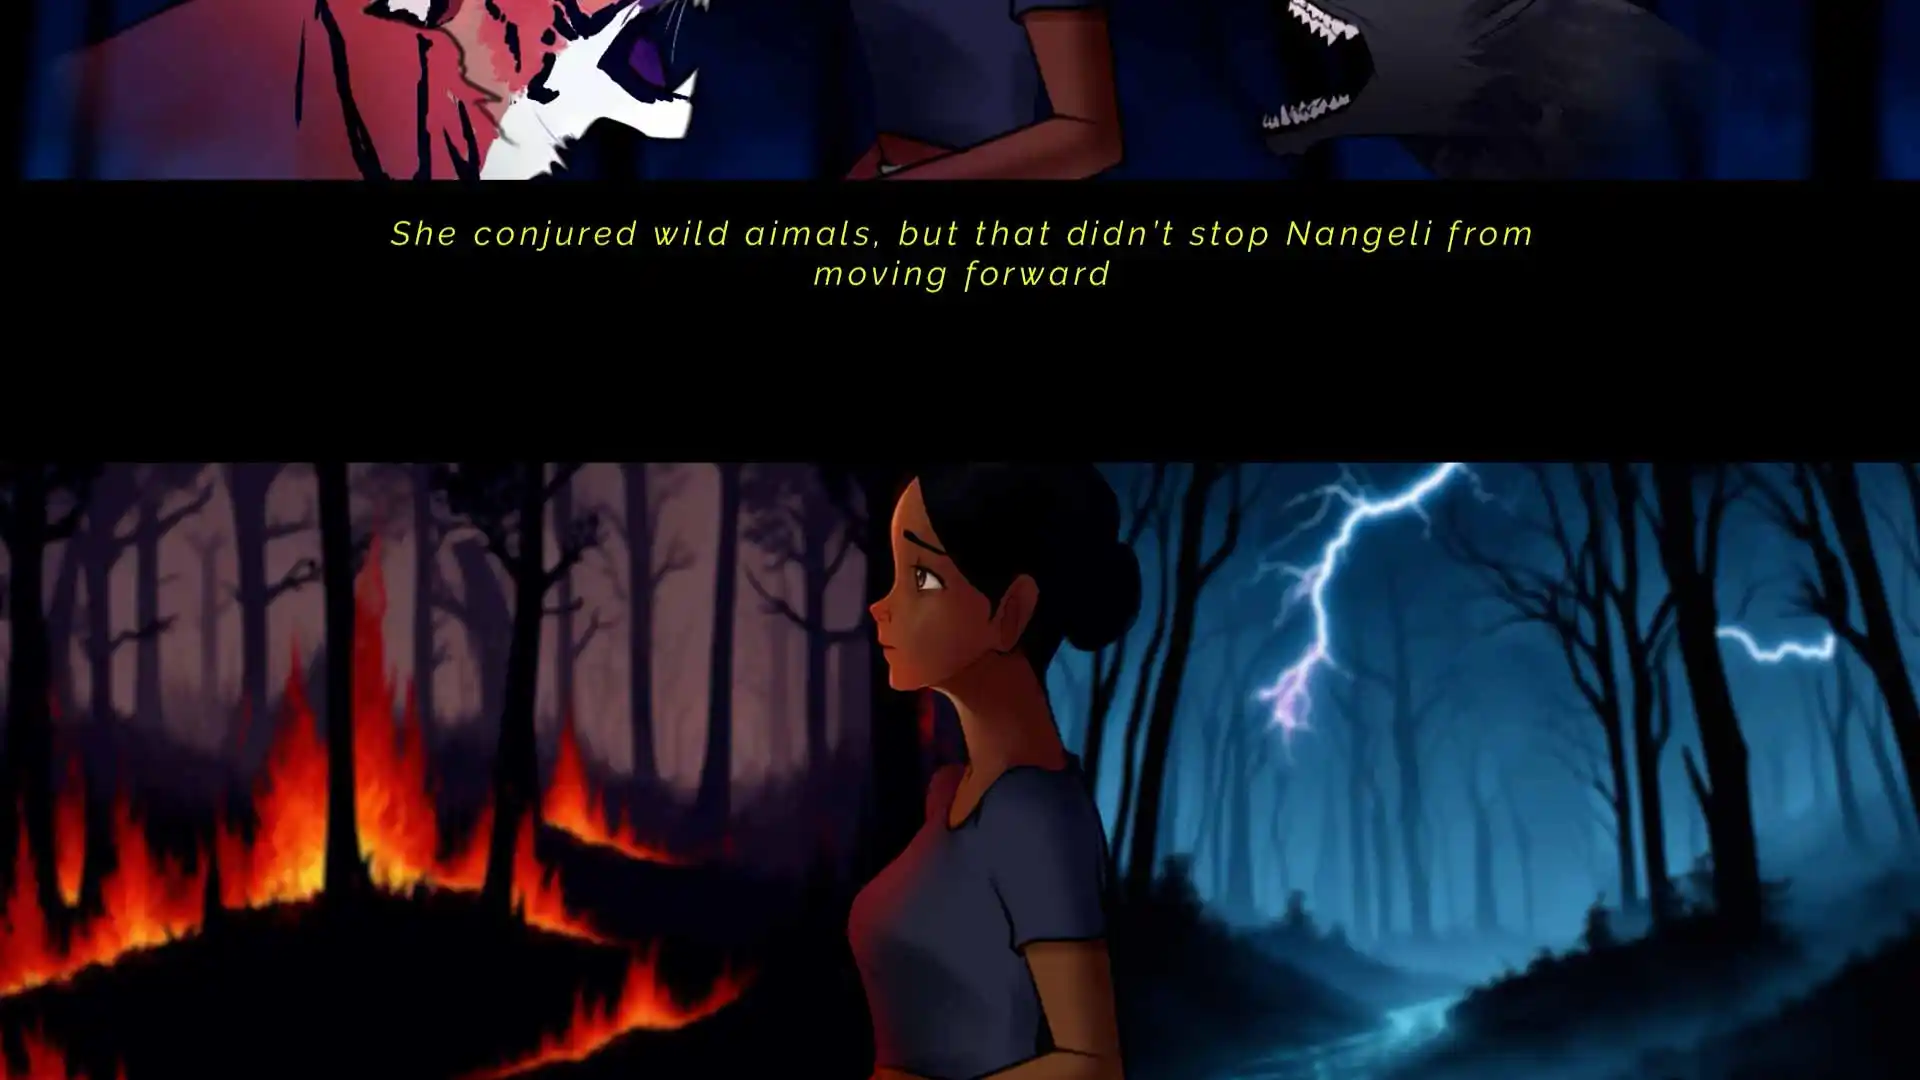 She conjured wild aimals, but that didn't stop Nangeli from
moving forward